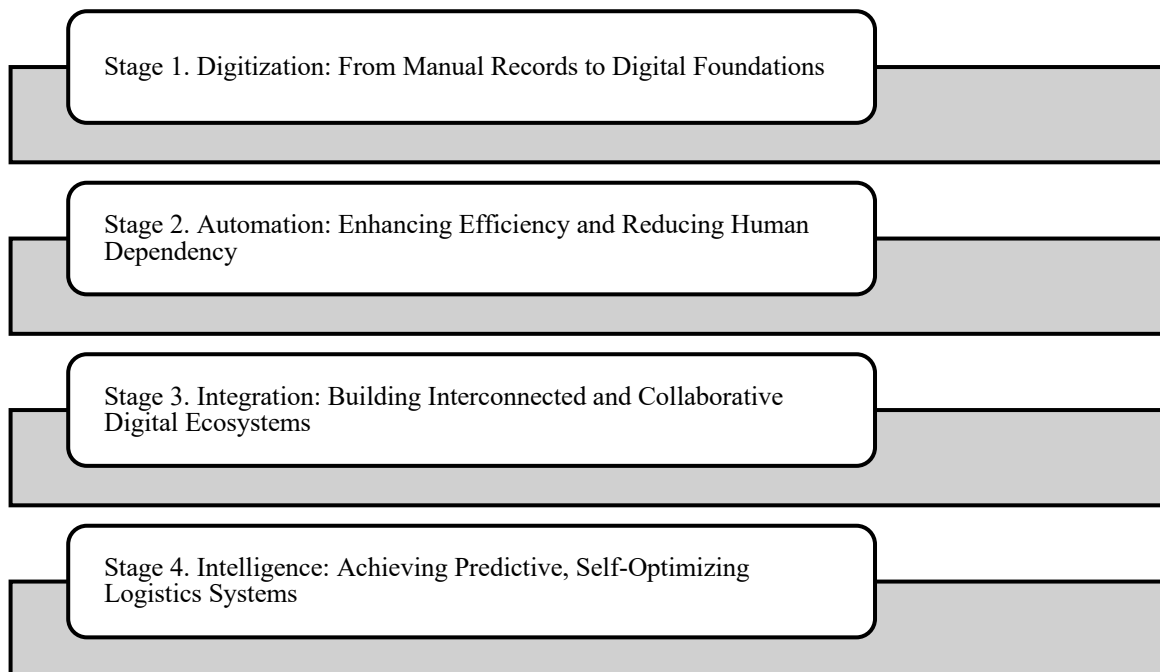 Stage 1. Digitization: From Manual Records to Digital Foundations
Stage 2. Automation: Enhancing Efficiency and Reducing Human
Dependency
Stage 3. Integration: Building Interconnected and Collaborative
Digital Ecosystems
Stage 4. Intelligence: Achieving Predictive, Self-Optimizing
Logistics Systems